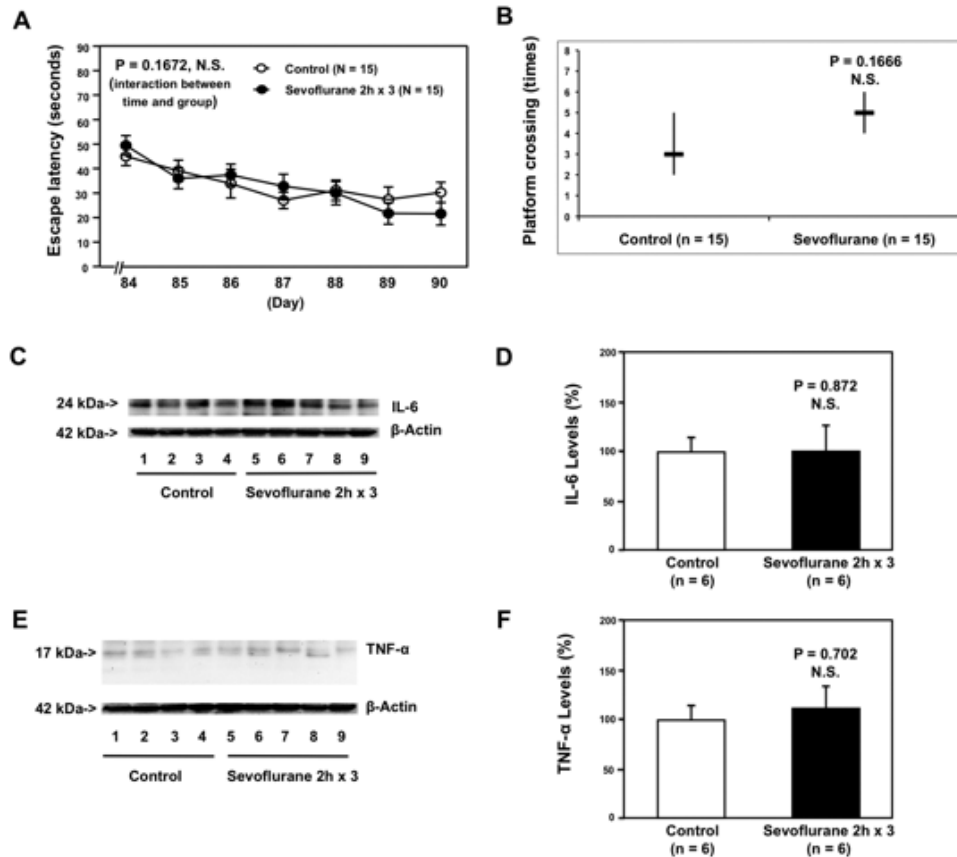 A
Escape latency (seconds)
90
80
70
60
50
40
30
20
10
0
P = 0.1672, N.S.
(interaction between
time and group)
Control (N = 15)
Sevoflurane 2h x 3 (N = 15)
84 85 86 87 88 89 90
(Day)
B
Platform crossing (times)
8
7
6
5
4
3
2
1
0
P = 0.1666
N.S.
Control (n = 15) Sevoflurane (n = 15)
C
24 kDa-> IL-6
42 kDa-> β-Actin
1 2 3 4 5 6 7 8 9
Control Sevoflurane 2h x 3
D
IL-6 Levels (%)
200
150
100
50
0
P = 0.872
N.S.
Control Sevoflurane 2h x 3
(n = 6) (n = 6)
E
17 kDa-> TNF-α
42 kDa-> β-Actin
1 2 3 4 5 6 7 8 9
Control Sevoflurane 2h x 3
F
TNF-α Levels (%)
200
150
100
50
0
P = 0.702
N.S.
Control Sevoflurane 2h x 3
(n = 6) (n = 6)